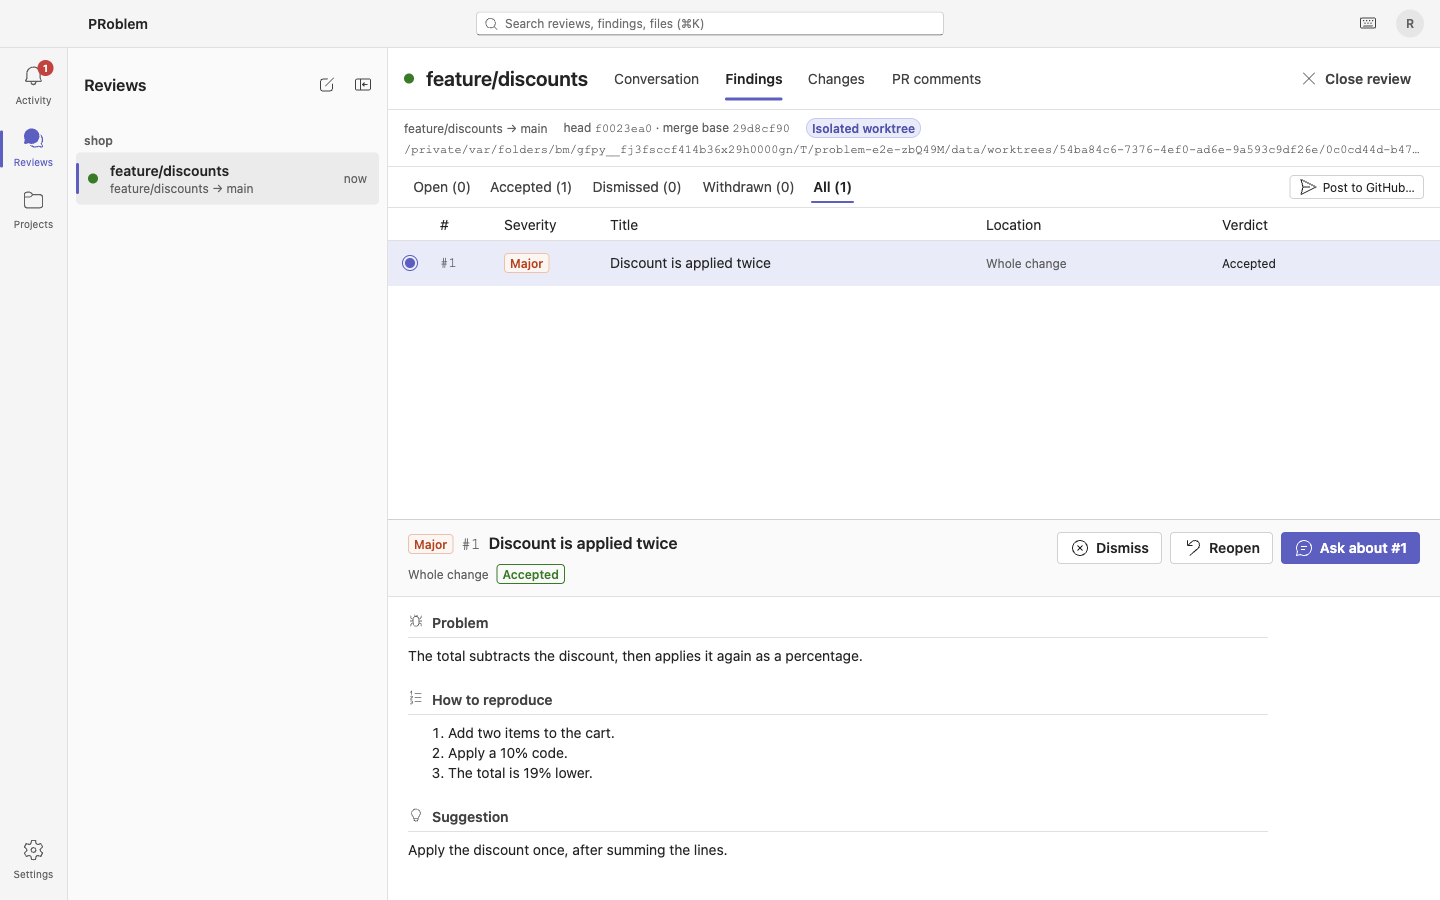 PRoblem
Search reviews, findings, files (⌘K)
R
1
Activity
Reviews
Projects
Settings
Reviews
shop
feature/discounts
feature/discounts → main
now
feature/discounts
Conversation
Findings
Changes
PR comments
Close review
feature/discounts → main head f0023ea0 · merge base 29d8cf90 Isolated worktree
/private/var/folders/bm/gfpy__fj3fsccf414b36x29h0000gn/T/problem-e2e-zbQ49M/data/worktrees/54ba84c6-7376-4ef0-ad6e-9a593c9df26e/0c0cd44d-b47…
Open (0)
Accepted (1)
Dismissed (0)
Withdrawn (0)
All (1)
Post to GitHub...
# Severity Title Location Verdict
#1 Major Discount is applied twice Whole change Accepted
Major #1 Discount is applied twice
Whole change Accepted
Dismiss
Reopen
Ask about #1
Problem
The total subtracts the discount, then applies it again as a percentage.
How to reproduce
1. Add two items to the cart.
2. Apply a 10% code.
3. The total is 19% lower.
Suggestion
Apply the discount once, after summing the lines.